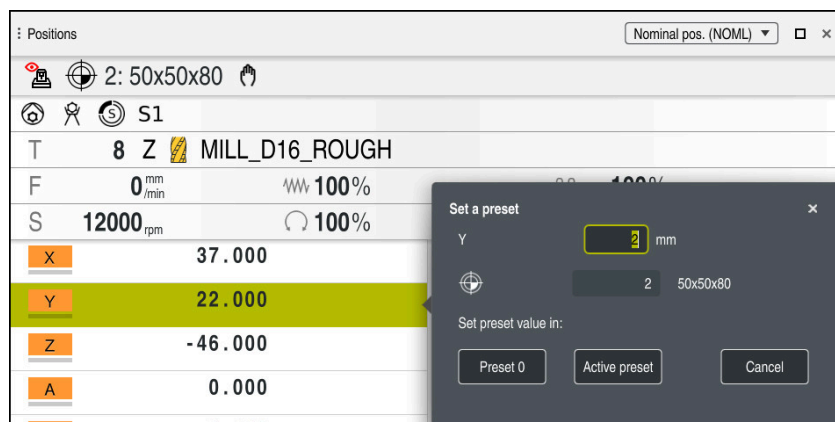 Positions
Nominal pos. (NOML)
2: 50x50x80
S S1
T 8 Z MILL_D16_ROUGH
F 0 mm/min 100%
S 12000 rpm 100%
X 37.000
Y 22.000
Z -46.000
A 0.000
Set a preset
Y 2 mm
2 50x50x80
Set preset value in:
Preset 0 Active preset Cancel